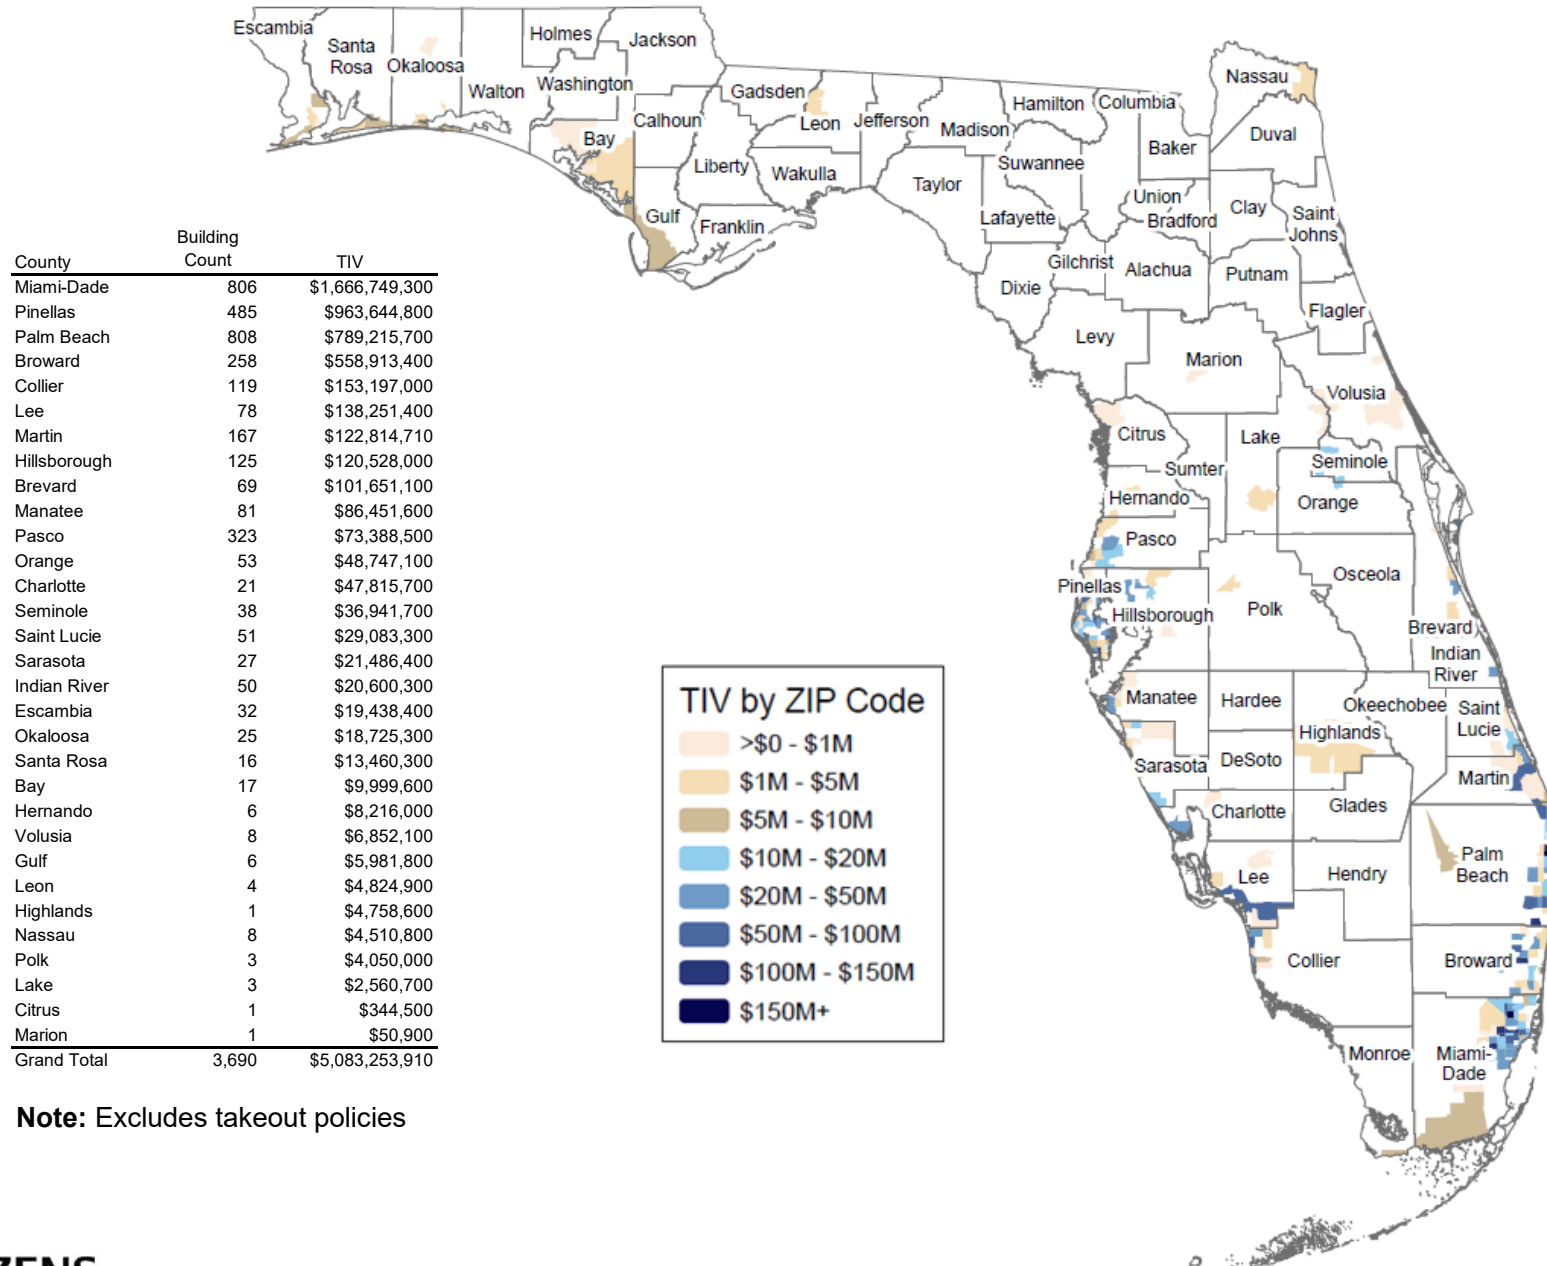 Building
County Count TIV
Miami-Dade 806 $1,666,749,300
Pinellas 485 $963,644,800
Palm Beach 808 $789,215,700
Broward 258 $558,913,400
Collier 119 $153,197,000
Lee 78 $138,251,400
Martin 167 $122,814,710
Hillsborough 125 $120,528,000
Brevard 69 $101,651,100
Manatee 81 $86,451,600
Pasco 323 $73,388,500
Orange 53 $48,747,100
Charlotte 21 $47,815,700
Seminole 38 $36,941,700
Saint Lucie 51 $29,083,300
Sarasota 27 $21,486,400
Indian River 50 $20,600,300
Escambia 32 $19,438,400
Okaloosa 25 $18,725,300
Santa Rosa 16 $13,460,300
Bay 17 $9,999,600
Hernando 6 $8,216,000
Volusia 8 $6,852,100
Gulf 6 $5,981,800
Leon 4 $4,824,900
Highlands 1 $4,758,600
Nassau 8 $4,510,800
Polk 3 $4,050,000
Lake 3 $2,560,700
Citrus 1 $344,500
Marion 1 $50,900
Grand Total 3,690 $5,083,253,910
Note: Excludes takeout policies
TIV by ZIP Code
>$0 - $1M
$1M - $5M
$5M - $10M
$10M - $20M
$20M - $50M
$50M - $100M
$100M - $150M
$150M+
Escambia
Santa
Rosa
Okaloosa
Walton
Holmes
Washington
Jackson
Bay
Calhoun
Gulf
Gadsden
Liberty
Franklin
Leon
Wakulla
Jefferson
Madison
Taylor
Hamilton
Suwannee
Lafayette
Columbia
Baker
Nassau
Duval
Union
Bradford
Clay
Saint
Johns
Dixie
Gilchrist
Alachua
Putnam
Flagler
Levy
Marion
Volusia
Citrus
Sumter
Lake
Seminole
Hernando
Orange
Pasco
Osceola
Pinellas
Hillsborough
Polk
Brevard
Indian
River
Manatee
Hardee
Highlands
Okeechobee
Saint
Lucie
Sarasota
DeSoto
Martin
Charlotte
Glades
Lee
Hendry
Palm
Beach
Collier
Broward
Monroe
Miami-
Dade